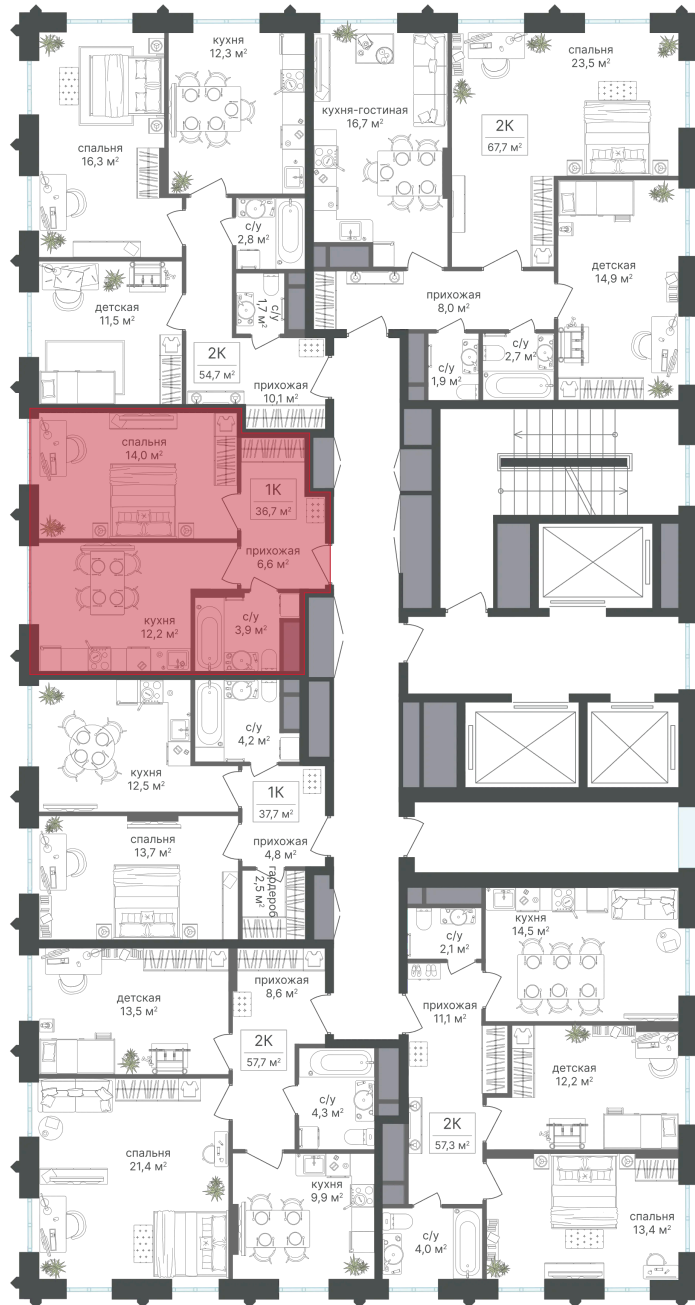 кухня
12,3 м²
спальня
16,3 м²
с/у
2,8 м²
детская
11,5 м²
с/у
1,7 м²
2К
54,7 м²
прихожая
10,1 м²
кухня-гостиная
16,7 м²
спальня
23,5 м²
2К
67,7 м²
детская
14,9 м²
прихожая
8,0 м²
с/у
2,7 м²
с/у
1,9 м²
спальня
14,0 м²
1К
36,7 м²
прихожая
6,6 м²
кухня
12,2 м²
с/у
3,9 м²
кухня
12,5 м²
с/у
4,2 м²
1К
37,7 м²
спальня
13,7 м²
прихожая
4,8 м²
гардероб
2,5 м²
детская
13,5 м²
прихожая
8,6 м²
2К
57,7 м²
с/у
4,3 м²
спальня
21,4 м²
кухня
9,9 м²
с/у
2,1 м²
кухня
14,5 м²
прихожая
11,1 м²
детская
12,2 м²
2К
57,3 м²
с/у
4,0 м²
спальня
13,4 м²